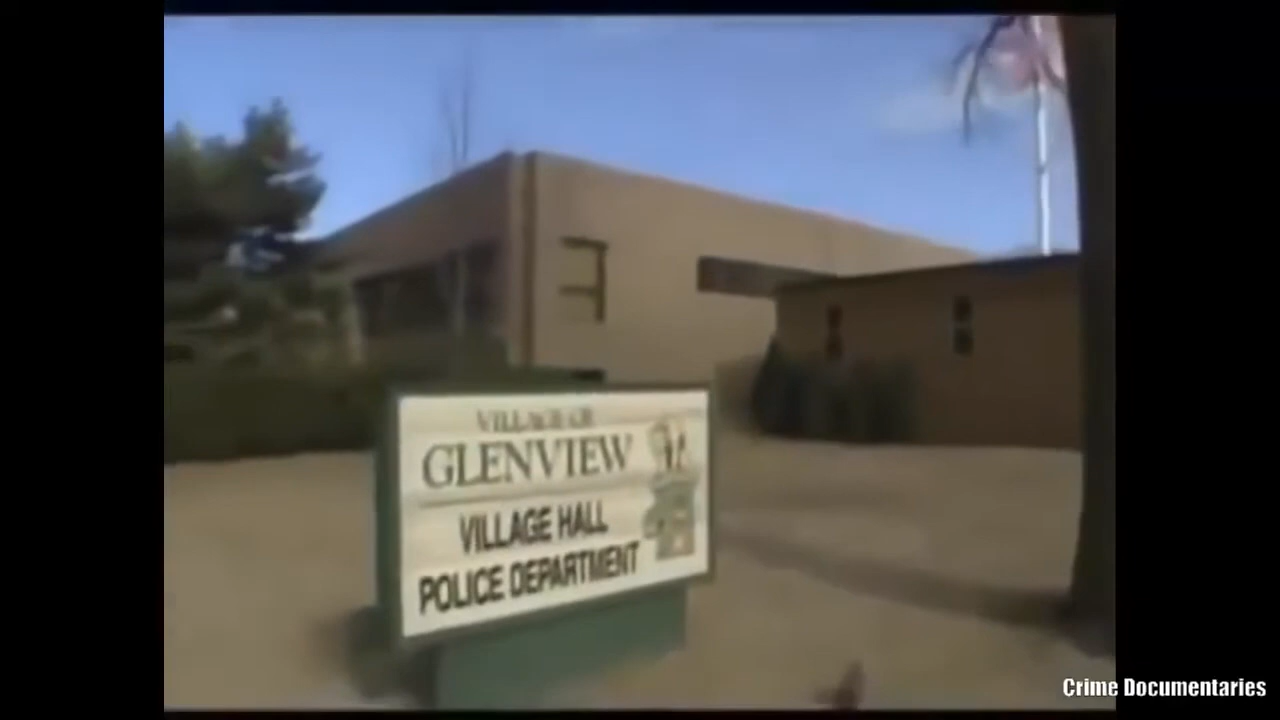 VILLAGE OF
GLENVIEW
VILLAGE HALL
POLICE DEPARTMENT
Crime Documentaries